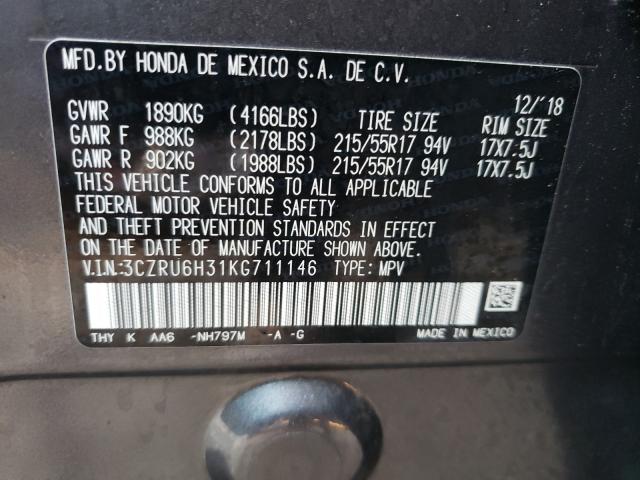 MFD.BY HONDA DE MEXICO S.A. DE C.V.
12/'18
GVWR 1890KG (4166LBS) TIRE SIZE RIM SIZE
GAWR F 988KG (2178LBS) 215/55R17 94V 17X7.5J
GAWR R 902KG (1988LBS) 215/55R17 94V 17X7.5J
THIS VEHICLE CONFORMS TO ALL APPLICABLE
FEDERAL MOTOR VEHICLE SAFETY
AND THEFT PREVENTION STANDARDS IN EFFECT
ON THE DATE OF MANUFACTURE SHOWN ABOVE.
V.I.N.:3CZRU6H31KG711146 TYPE: MPV
THY K AA6 -NH797M -A -G MADE IN MEXICO